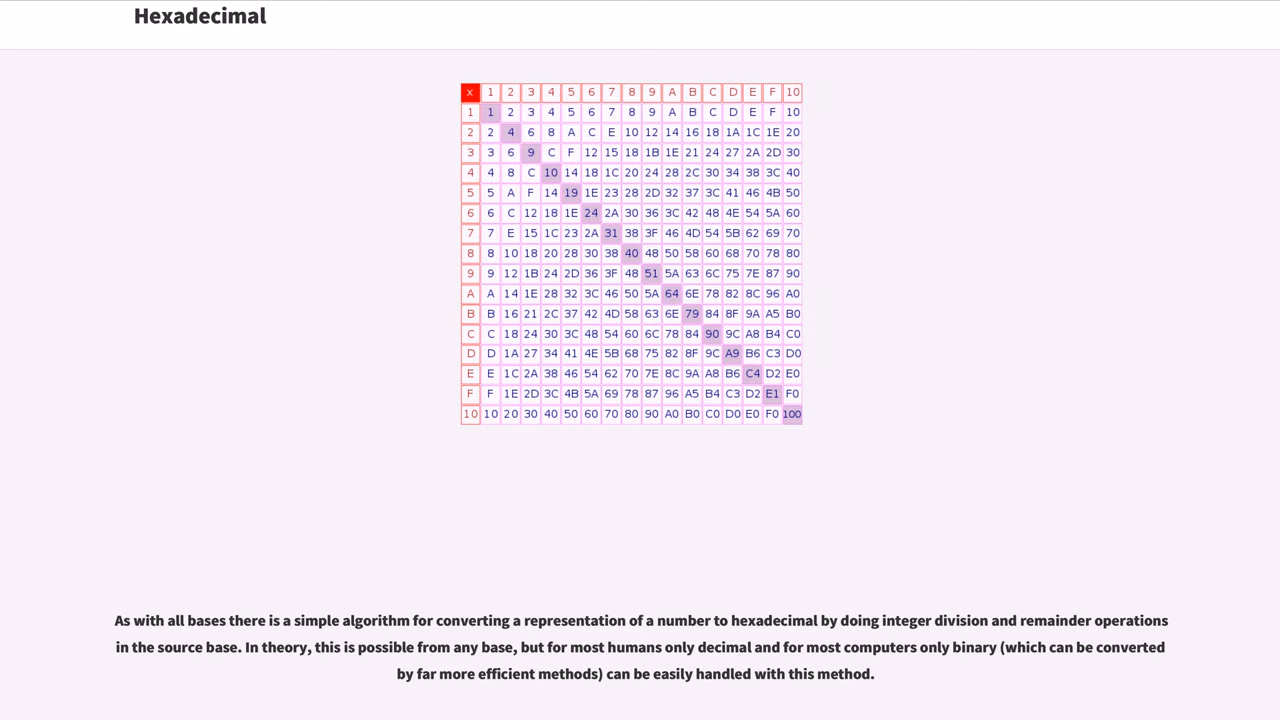 Hexadecimal
x 1 2 3 4 5 6 7 8 9 A B C D E F 10
1 1 2 3 4 5 6 7 8 9 A B C D E F 10
2 2 4 6 8 A C E 10 12 14 16 18 1A 1C 1E 20
3 3 6 9 C F 12 15 18 1B 1E 21 24 27 2A 2D 30
4 4 8 C 10 14 18 1C 20 24 28 2C 30 34 38 3C 40
5 5 A F 14 19 1E 23 28 2D 32 37 3C 41 46 4B 50
6 6 C 12 18 1E 24 2A 30 36 3C 42 48 4E 54 5A 60
7 7 E 15 1C 23 2A 31 38 3F 46 4D 54 5B 62 69 70
8 8 10 18 20 28 30 38 40 48 50 58 60 68 70 78 80
9 9 12 1B 24 2D 36 3F 48 51 5A 63 6C 75 7E 87 90
A A 14 1E 28 32 3C 46 50 5A 64 6E 78 82 8C 96 A0
B B 16 21 2C 37 42 4D 58 63 6E 79 84 8F 9A A5 B0
C C 18 24 30 3C 48 54 60 6C 78 84 90 9C A8 B4 C0
D D 1A 27 34 41 4E 5B 68 75 82 8F 9C A9 B6 C3 D0
E E 1C 2A 38 46 54 62 70 7E 8C 9A A8 B6 C4 D2 E0
F F 1E 2D 3C 4B 5A 69 78 87 96 A5 B4 C3 D2 E1 F0
10 10 20 30 40 50 60 70 80 90 A0 B0 C0 D0 E0 F0 100
As with all bases there is a simple algorithm for converting a representation of a number to hexadecimal by doing integer division and remainder operations
in the source base. In theory, this is possible from any base, but for most humans only decimal and for most computers only binary (which can be converted
by far more efficient methods) can be easily handled with this method.